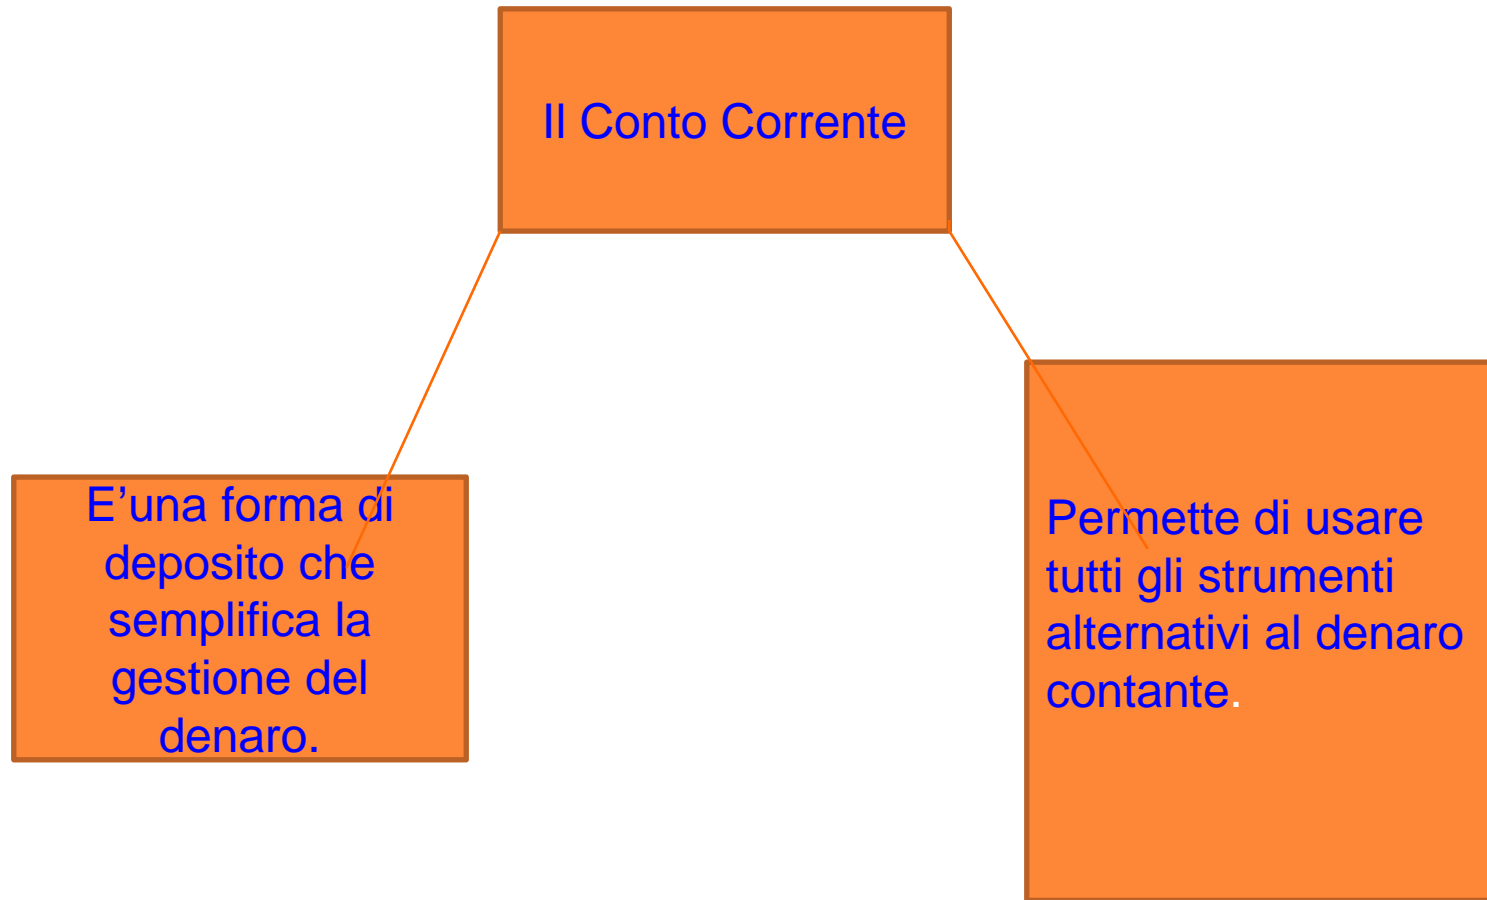 Il Conto Corrente
E’una forma di
deposito che
semplifica la
gestione del
denaro.
Permette di usare
tutti gli strumenti
alternativi al denaro
contante.